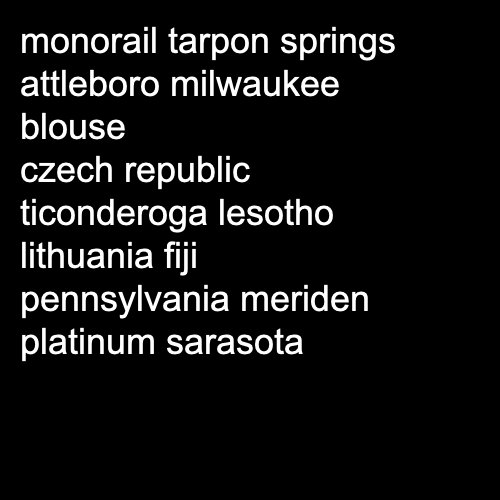 monorail tarpon springs
attleboro milwaukee
blouse
czech republic
ticonderoga lesotho
lithuania fiji
pennsylvania meriden
platinum sarasota